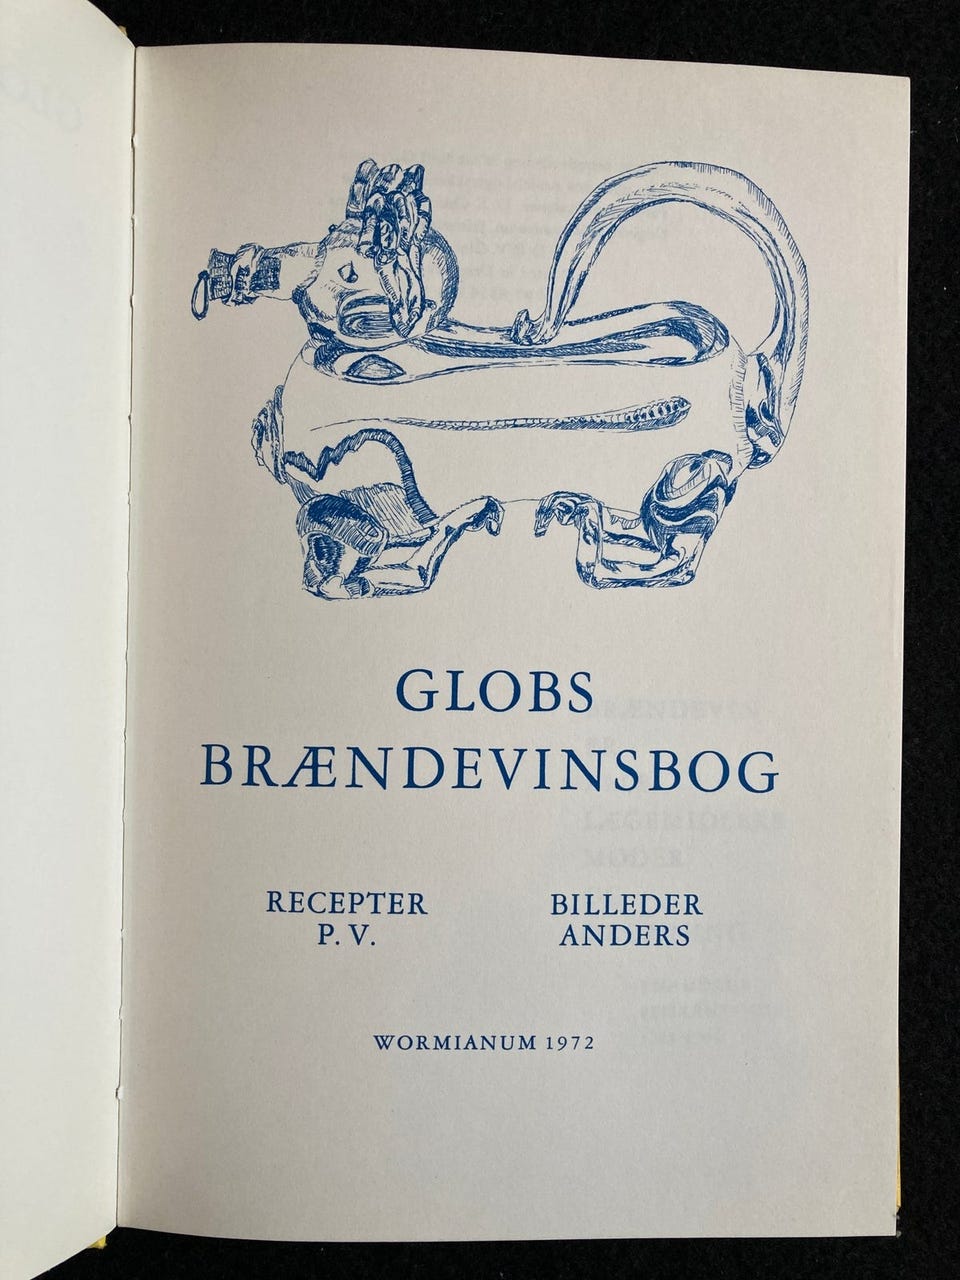 GLOBS
BRÆNDEVINSBOG
RECEPTER
P. V.
BILLEDER
ANDERS
WORMIANUM 1972